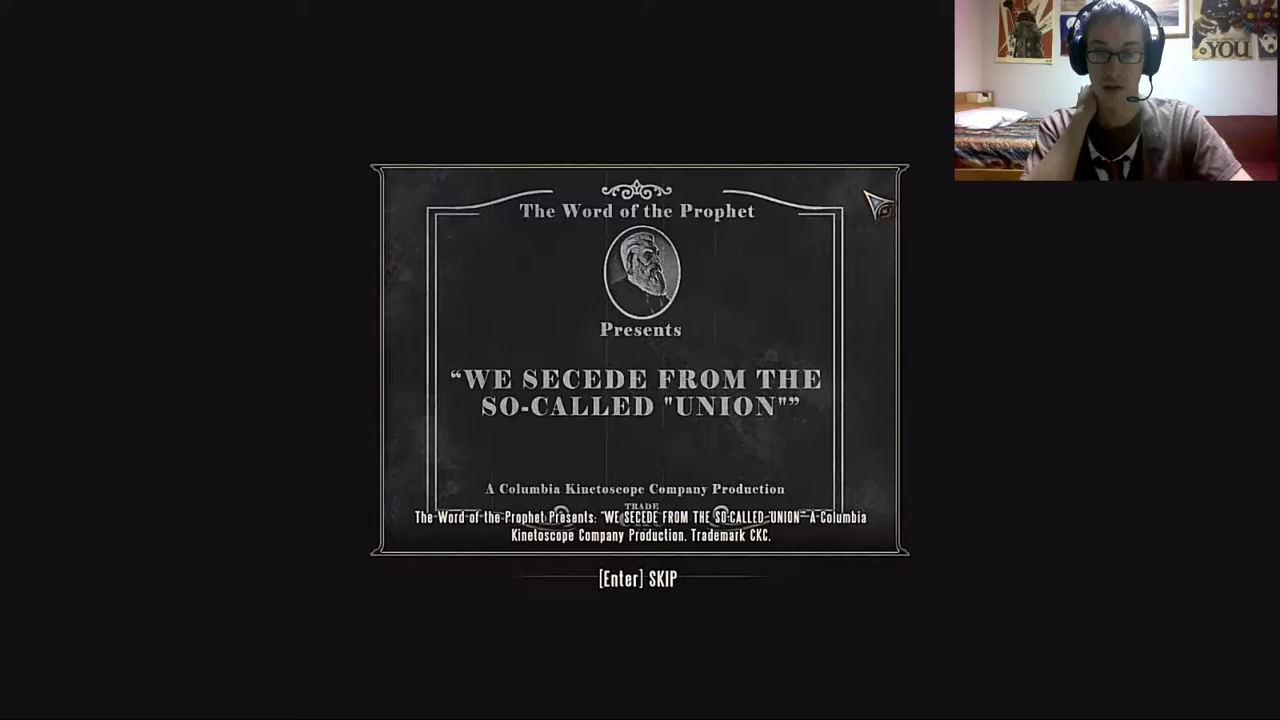 YOU
The Word of the Prophet
Presents
“WE SECEDE FROM THE
SO-CALLED "UNION"”
A Columbia Kinetoscope Company Production
TRADE
The Word of the Prophet Presents: "WE SECEDE FROM THE SO-CALLED "UNION" A Columbia
Kinetoscope Company Production. Trademark CKC.
[Enter] SKIP